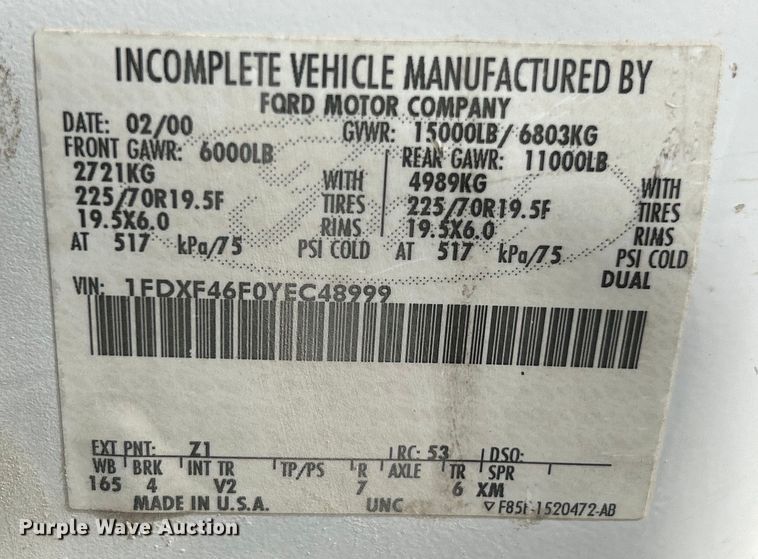 INCOMPLETE VEHICLE MANUFACTURED BY
FORD MOTOR COMPANY
DATE: 02/00 GVWR: 15000LB/ 6803KG
FRONT GAWR: 6000LB REAR GAWR: 11000LB
2721KG WITH 4989KG WITH
225/70R19.5F TIRES 225/70R19.5F TIRES
19.5X6.0 RIMS 19.5X6.0 RIMS
AT 517 kPa/75 PSI COLD AT 517 kPa/75 PSI COLD
DUAL
VIN: 1FDXF46F0YEC48999
EXT PNT: Z1 RC: 53 DSO:
WB BRK INT TR TP/PS R AXLE TR SPR
165 4 V2 7 6 XM
MADE IN U.S.A. UNC F85F-1520472-AB
Purple Wave Auction